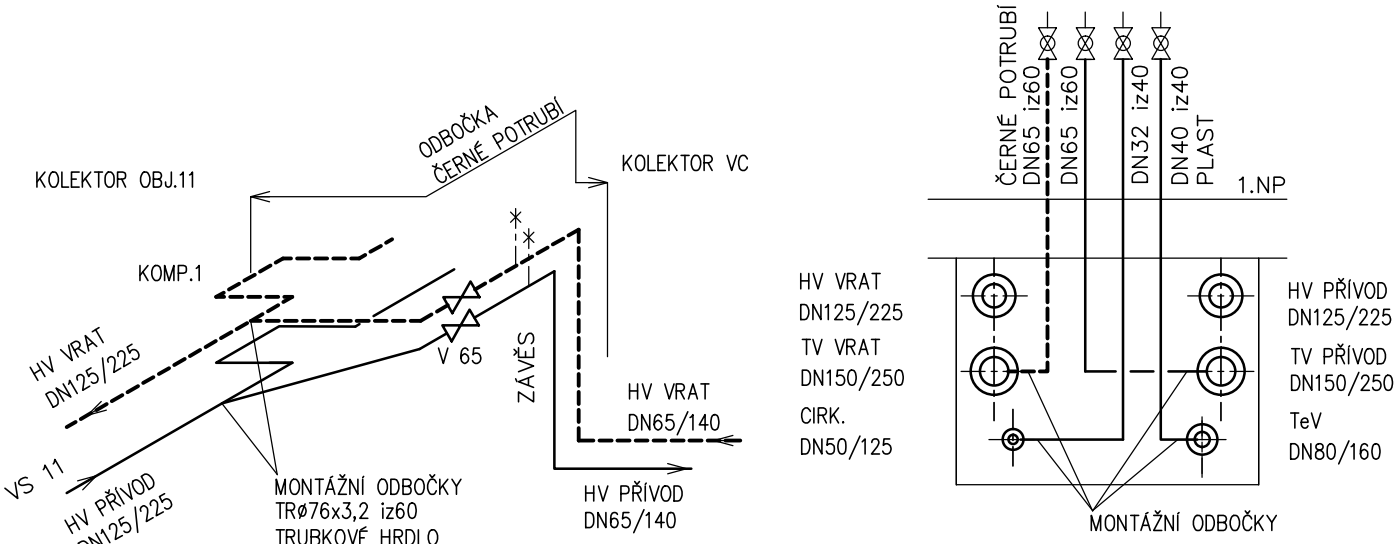 KOLEKTOR OBJ.11
ODBOČKA
ČERNÉ POTRUBÍ
KOLEKTOR VC
KOMP.1
HV VRAT
DN125/225
V 65
ZÁVĚS
HV VRAT
DN65/140
VS 11
HV PŘÍVOD
DN125/225
MONTÁŽNÍ ODBOČKY
TRø76x3,2 iz60
TRUBKOVÉ HRDLO
HV PŘÍVOD
DN65/140
ČERNÉ POTRUBÍ
DN65 iz60
DN65 iz60
DN32 iz40
DN40 iz40
PLAST
1.NP
HV VRAT
DN125/225
TV VRAT
DN150/250
CIRK.
DN50/125
HV PŘÍVOD
DN125/225
TV PŘÍVOD
DN150/250
TeV
DN80/160
MONTÁŽNÍ ODBOČKY